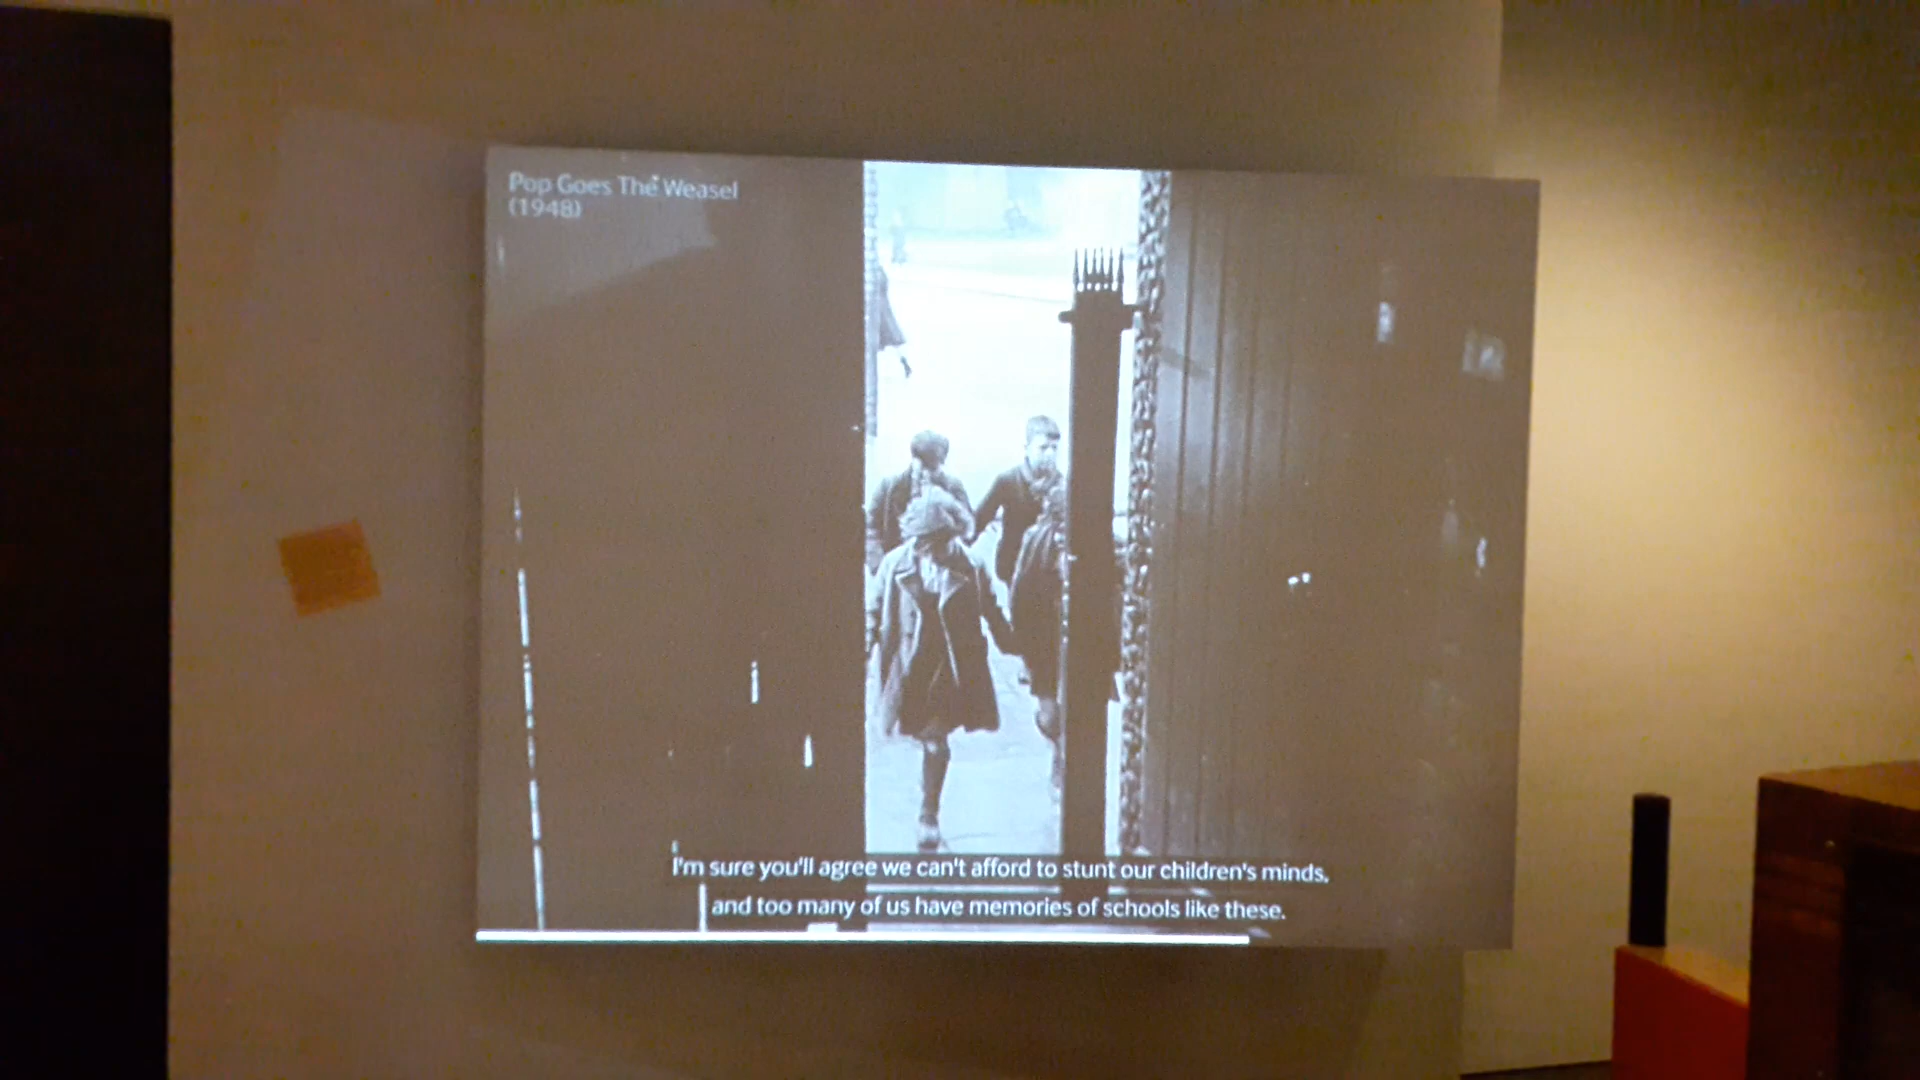 Pop Goes The Weasel
(1948)
I'm sure you'll agree we can't afford to stunt our children's minds,
and too many of us have memories of schools like these.